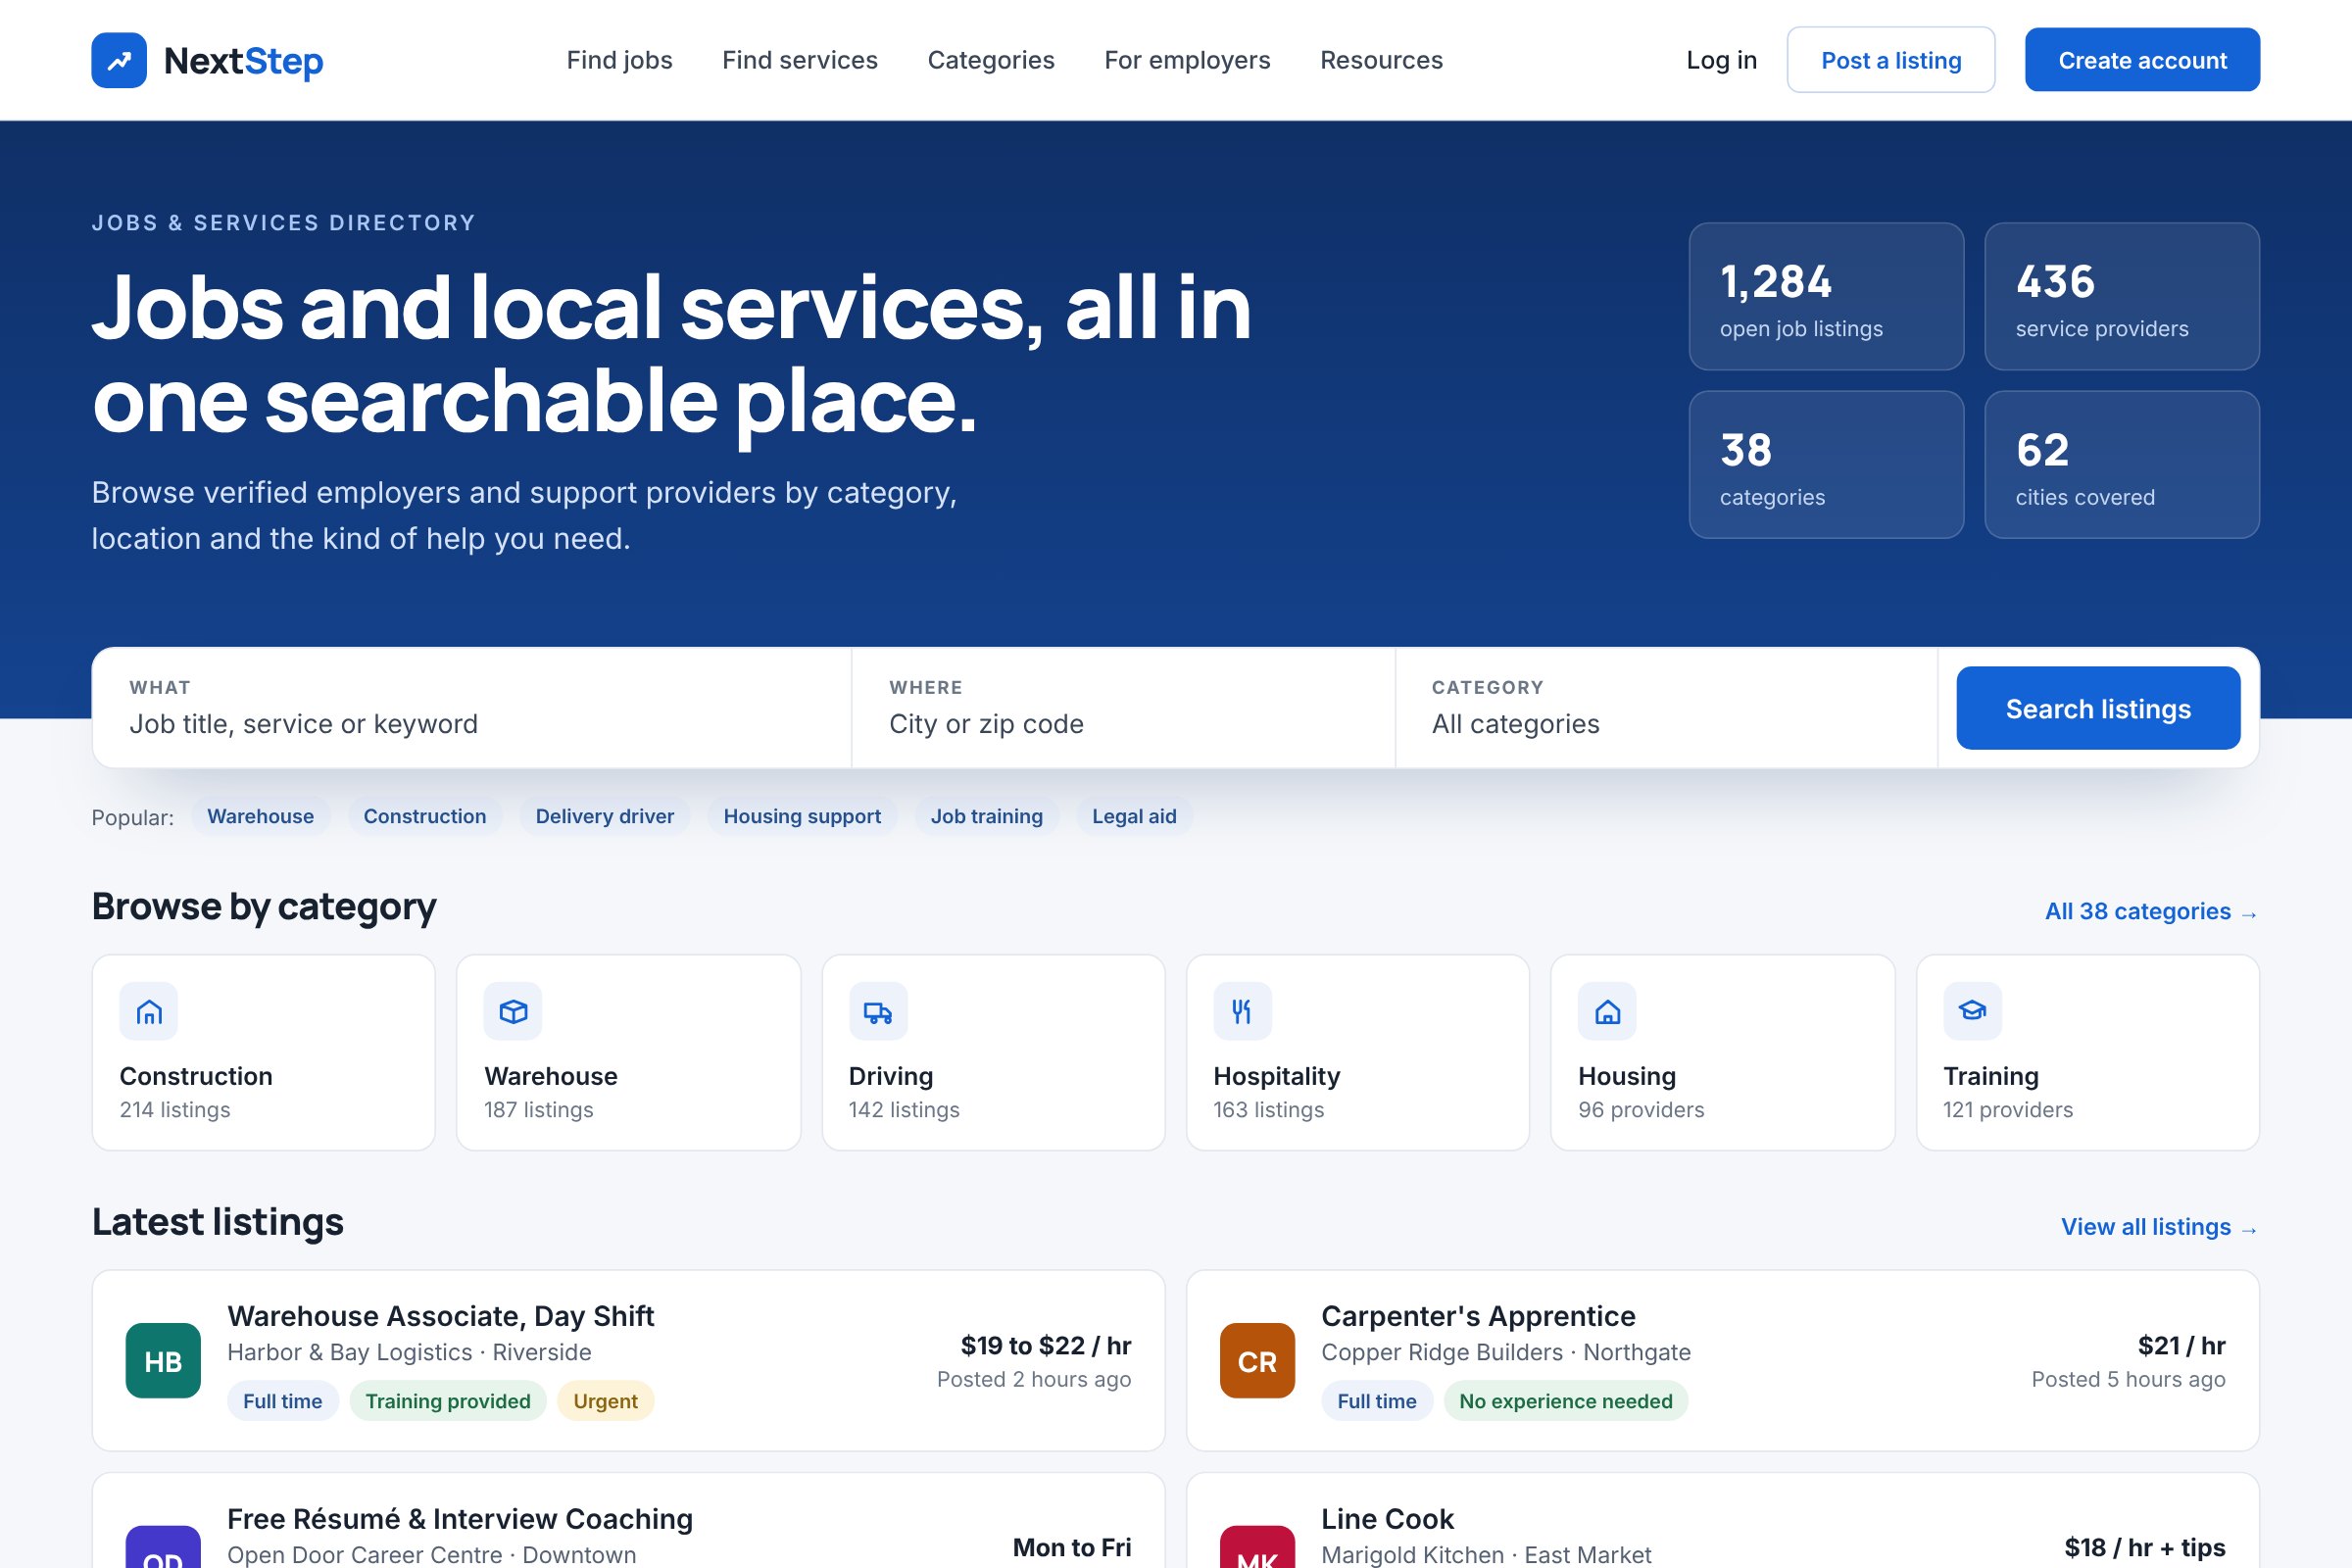 NextStep
Find jobs
Find services
Categories
For employers
Resources
Log in
Post a listing
Create account
JOBS & SERVICES DIRECTORY
Jobs and local services, all in
one searchable place.
Browse verified employers and support providers by category,
location and the kind of help you need.
1,284
open job listings
436
service providers
38
categories
62
cities covered
WHAT
Job title, service or keyword
WHERE
City or zip code
CATEGORY
All categories
Search listings
Popular:
Warehouse
Construction
Delivery driver
Housing support
Job training
Legal aid
Browse by category
All 38 categories →
Construction
214 listings
Warehouse
187 listings
Driving
142 listings
Hospitality
163 listings
Housing
96 providers
Training
121 providers
Latest listings
View all listings →
HB
Warehouse Associate, Day Shift
Harbor & Bay Logistics · Riverside
Full time
Training provided
Urgent
$19 to $22 / hr
Posted 2 hours ago
CR
Carpenter's Apprentice
Copper Ridge Builders · Northgate
Full time
No experience needed
$21 / hr
Posted 5 hours ago
OD
Free Résumé & Interview Coaching
Open Door Career Centre · Downtown
Mon to Fri
MK
Line Cook
Marigold Kitchen · East Market
$18 / hr + tips